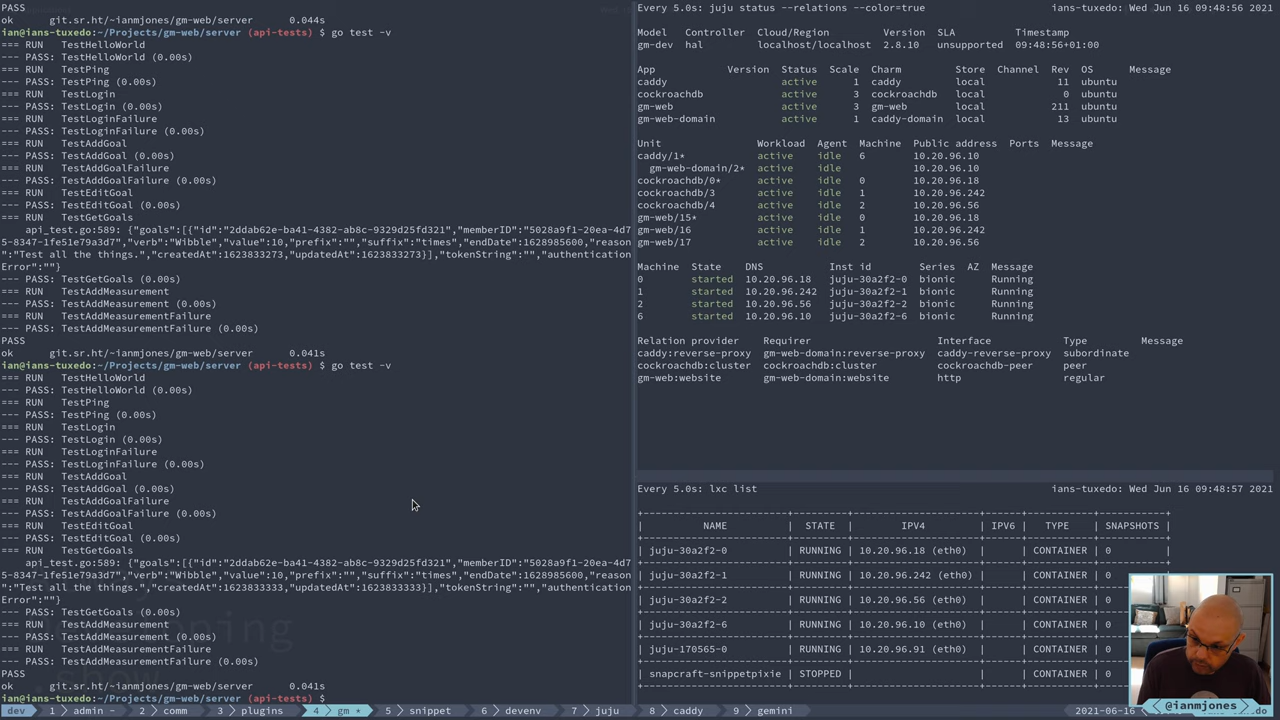 PASS
ok      git.sr.ht/~ianmjones/gm-web/server      0.044s
ian@ians-tuxedo:~/Projects/gm-web/server (api-tests) $ go test -v
=== RUN   TestHelloWorld
--- PASS: TestHelloWorld (0.00s)
=== RUN   TestPing
--- PASS: TestPing (0.00s)
=== RUN   TestLogin
--- PASS: TestLogin (0.00s)
=== RUN   TestLoginFailure
--- PASS: TestLoginFailure (0.00s)
=== RUN   TestAddGoal
--- PASS: TestAddGoal (0.00s)
=== RUN   TestAddGoalFailure
--- PASS: TestAddGoalFailure (0.00s)
=== RUN   TestEditGoal
--- PASS: TestEditGoal (0.00s)
=== RUN   TestGetGoals
    api_test.go:589: {"goals":[{"id":"2ddab62e-ba41-4382-ab8c-9329d25fd321","memberID":"5028a9f1-20ea-4d7
5-8347-1fe51e79a3d7","verb":"Wibble","value":10,"prefix":"","suffix":"times","endDate":1628985600,"reason
":"Test all the things.","createdAt":1623833273,"updatedAt":1623833273}],"tokenString":"","authentication
Error":""}
--- PASS: TestGetGoals (0.00s)
=== RUN   TestAddMeasurement
--- PASS: TestAddMeasurement (0.00s)
=== RUN   TestAddMeasurementFailure
--- PASS: TestAddMeasurementFailure (0.00s)
PASS
ok      git.sr.ht/~ianmjones/gm-web/server      0.041s
ian@ians-tuxedo:~/Projects/gm-web/server (api-tests) $ go test -v
=== RUN   TestHelloWorld
--- PASS: TestHelloWorld (0.00s)
=== RUN   TestPing
--- PASS: TestPing (0.00s)
=== RUN   TestLogin
--- PASS: TestLogin (0.00s)
=== RUN   TestLoginFailure
--- PASS: TestLoginFailure (0.00s)
=== RUN   TestAddGoal
--- PASS: TestAddGoal (0.00s)
=== RUN   TestAddGoalFailure
--- PASS: TestAddGoalFailure (0.00s)
=== RUN   TestEditGoal
--- PASS: TestEditGoal (0.00s)
=== RUN   TestGetGoals
    api_test.go:589: {"goals":[{"id":"2ddab62e-ba41-4382-ab8c-9329d25fd321","memberID":"5028a9f1-20ea-4d7
5-8347-1fe51e79a3d7","verb":"Wibble","value":10,"prefix":"","suffix":"times","endDate":1628985600,"reason
":"Test all the things.","createdAt":1623833333,"updatedAt":1623833333}],"tokenString":"","authentication
Error":""}
--- PASS: TestGetGoals (0.00s)
=== RUN   TestAddMeasurement
--- PASS: TestAddMeasurement (0.00s)
=== RUN   TestAddMeasurementFailure
--- PASS: TestAddMeasurementFailure (0.00s)
PASS
ok      git.sr.ht/~ianmjones/gm-web/server      0.041s
ian@ians-tuxedo:~/Projects/gm-web/server (api-tests) $
Every 5.0s: juju status --relations --color=true   ians-tuxedo: Wed Jun 16 09:48:56 2021
Model   Controller  Cloud/Region         Version  SLA          Timestamp
gm-dev  hal         localhost/localhost  2.8.10   unsupported  09:48:56+01:00
App            Version  Status  Scale  Charm         Store  Channel  Rev  OS      Message
caddy                   active      1  caddy         local            11  ubuntu
cockroachdb             active      3  cockroachdb   local             0  ubuntu
gm-web                  active      3  gm-web        local           211  ubuntu
gm-web-domain           active      1  caddy-domain  local            13  ubuntu
Unit                Workload  Agent  Machine  Public address  Ports  Message
caddy/1*            active    idle   6        10.20.96.10
  gm-web-domain/2*  active    idle            10.20.96.10
cockroachdb/0*      active    idle   0        10.20.96.18
cockroachdb/3       active    idle   1        10.20.96.242
cockroachdb/4       active    idle   2        10.20.96.56
gm-web/15*          active    idle   0        10.20.96.18
gm-web/16           active    idle   1        10.20.96.242
gm-web/17           active    idle   2        10.20.96.56
Machine  State    DNS           Inst id        Series  AZ  Message
0        started  10.20.96.18   juju-30a2f2-0  bionic      Running
1        started  10.20.96.242  juju-30a2f2-1  bionic      Running
2        started  10.20.96.56   juju-30a2f2-2  bionic      Running
6        started  10.20.96.10   juju-30a2f2-6  bionic      Running
Relation provider    Requirer                     Interface            Type         Message
caddy:reverse-proxy  gm-web-domain:reverse-proxy  caddy-reverse-proxy  subordinate
cockroachdb:cluster  cockroachdb:cluster          cockroachdb-peer     peer
gm-web:website       gm-web-domain:website        http                 regular
Every 5.0s: lxc list   ians-tuxedo: Wed Jun 16 09:48:57 2021
| NAME | STATE | IPV4 | IPV6 | TYPE | SNAPSHOTS |
| juju-30a2f2-0 | RUNNING | 10.20.96.18 (eth0) | | CONTAINER | 0 |
| juju-30a2f2-1 | RUNNING | 10.20.96.242 (eth0) | | CONTAINER | 0
| juju-30a2f2-2 | RUNNING | 10.20.96.56 (eth0) | | CONTAINER | 0
| juju-30a2f2-6 | RUNNING | 10.20.96.10 (eth0) | | CONTAINER | 0
| juju-170565-0 | RUNNING | 10.20.96.91 (eth0) | | CONTAINER | 0
| snapcraft-snippetpixie | STOPPED | | | CONTAINER | 0
dev  1  admin -  2  comm  3  plugins  4  gm *  5  snippet  6  devenv  7  juju  8  caddy  9  gemini  2021-06-16
@ianmjones